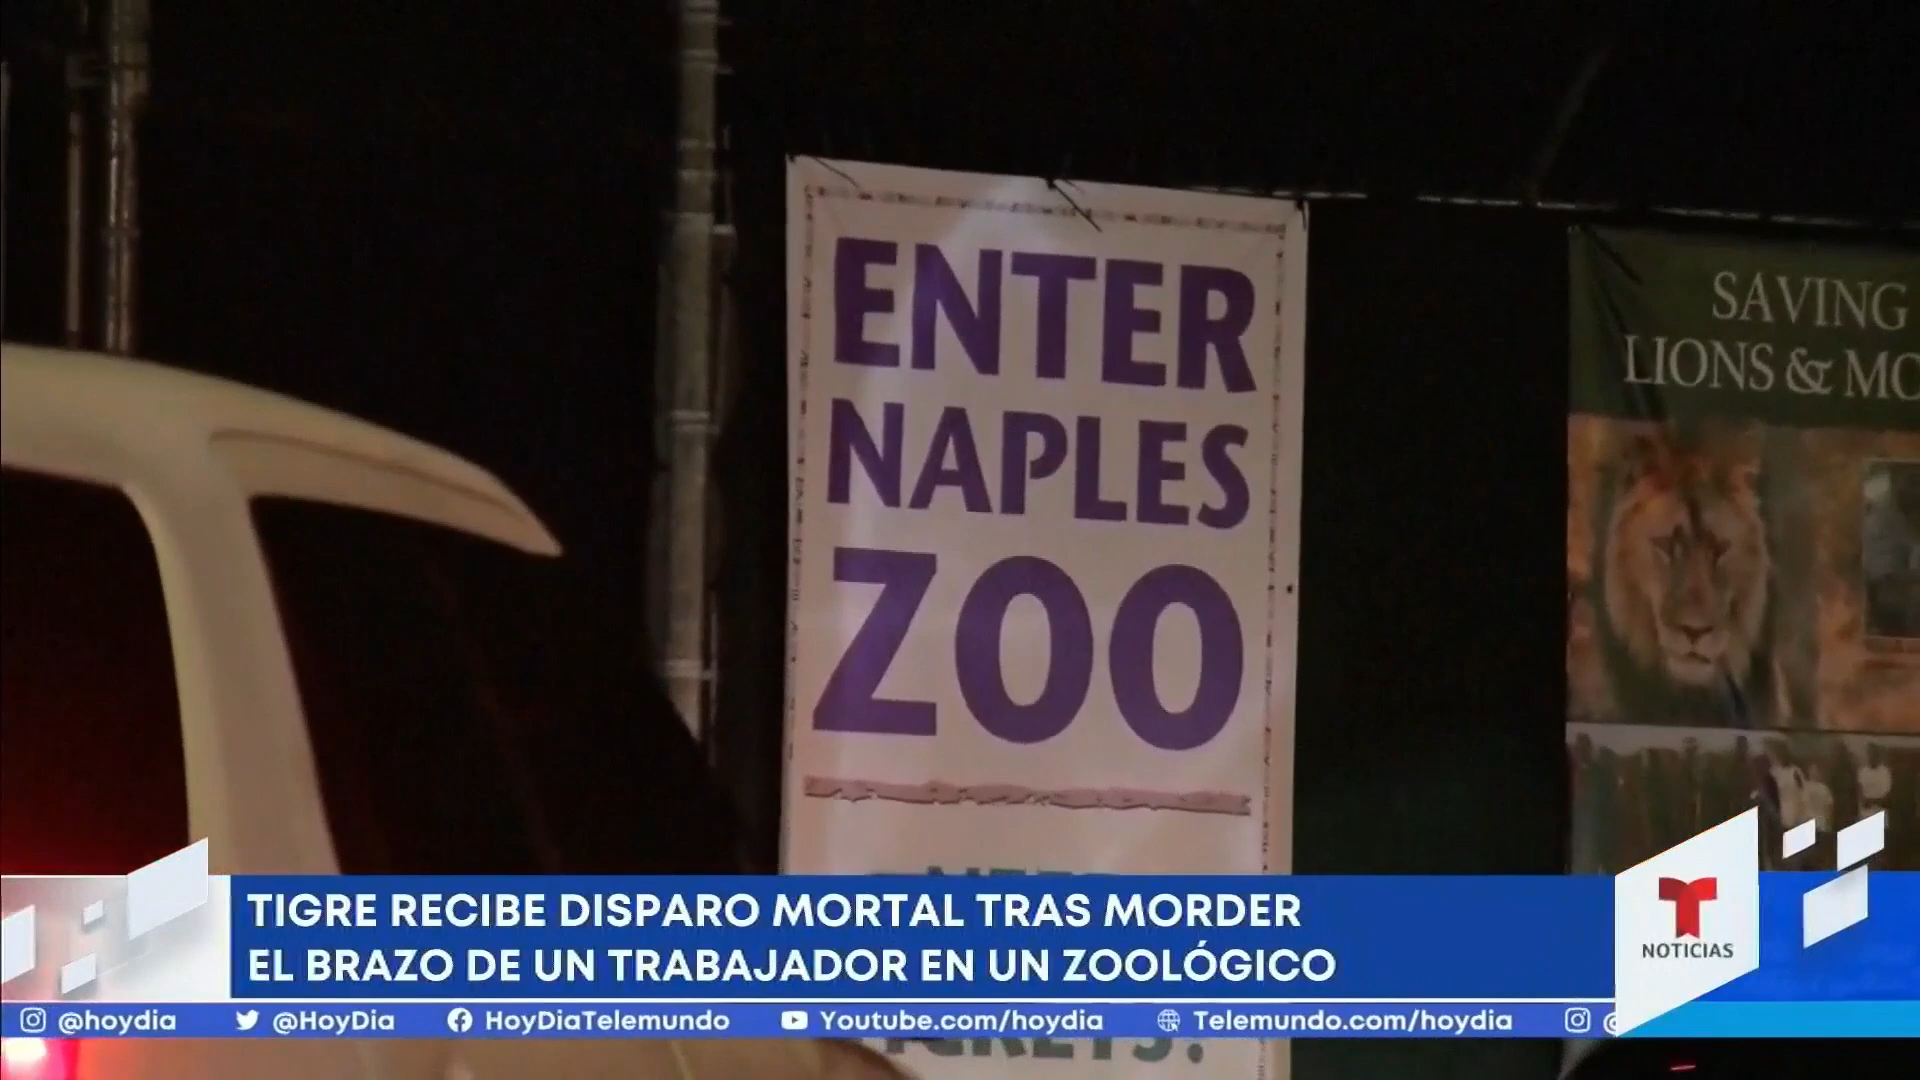 ENTER
NAPLES
ZOO
SAVING
LIONS &
TIGRE RECIBE DISPARO MORTAL TRAS MORDER
EL BRAZO DE UN TRABAJADOR EN UN ZOOLÓGICO
NOTICIAS
@hoydia @HoyDia HoyDiaTelemundo Youtube.com/hoydia Telemundo.com/hoydia